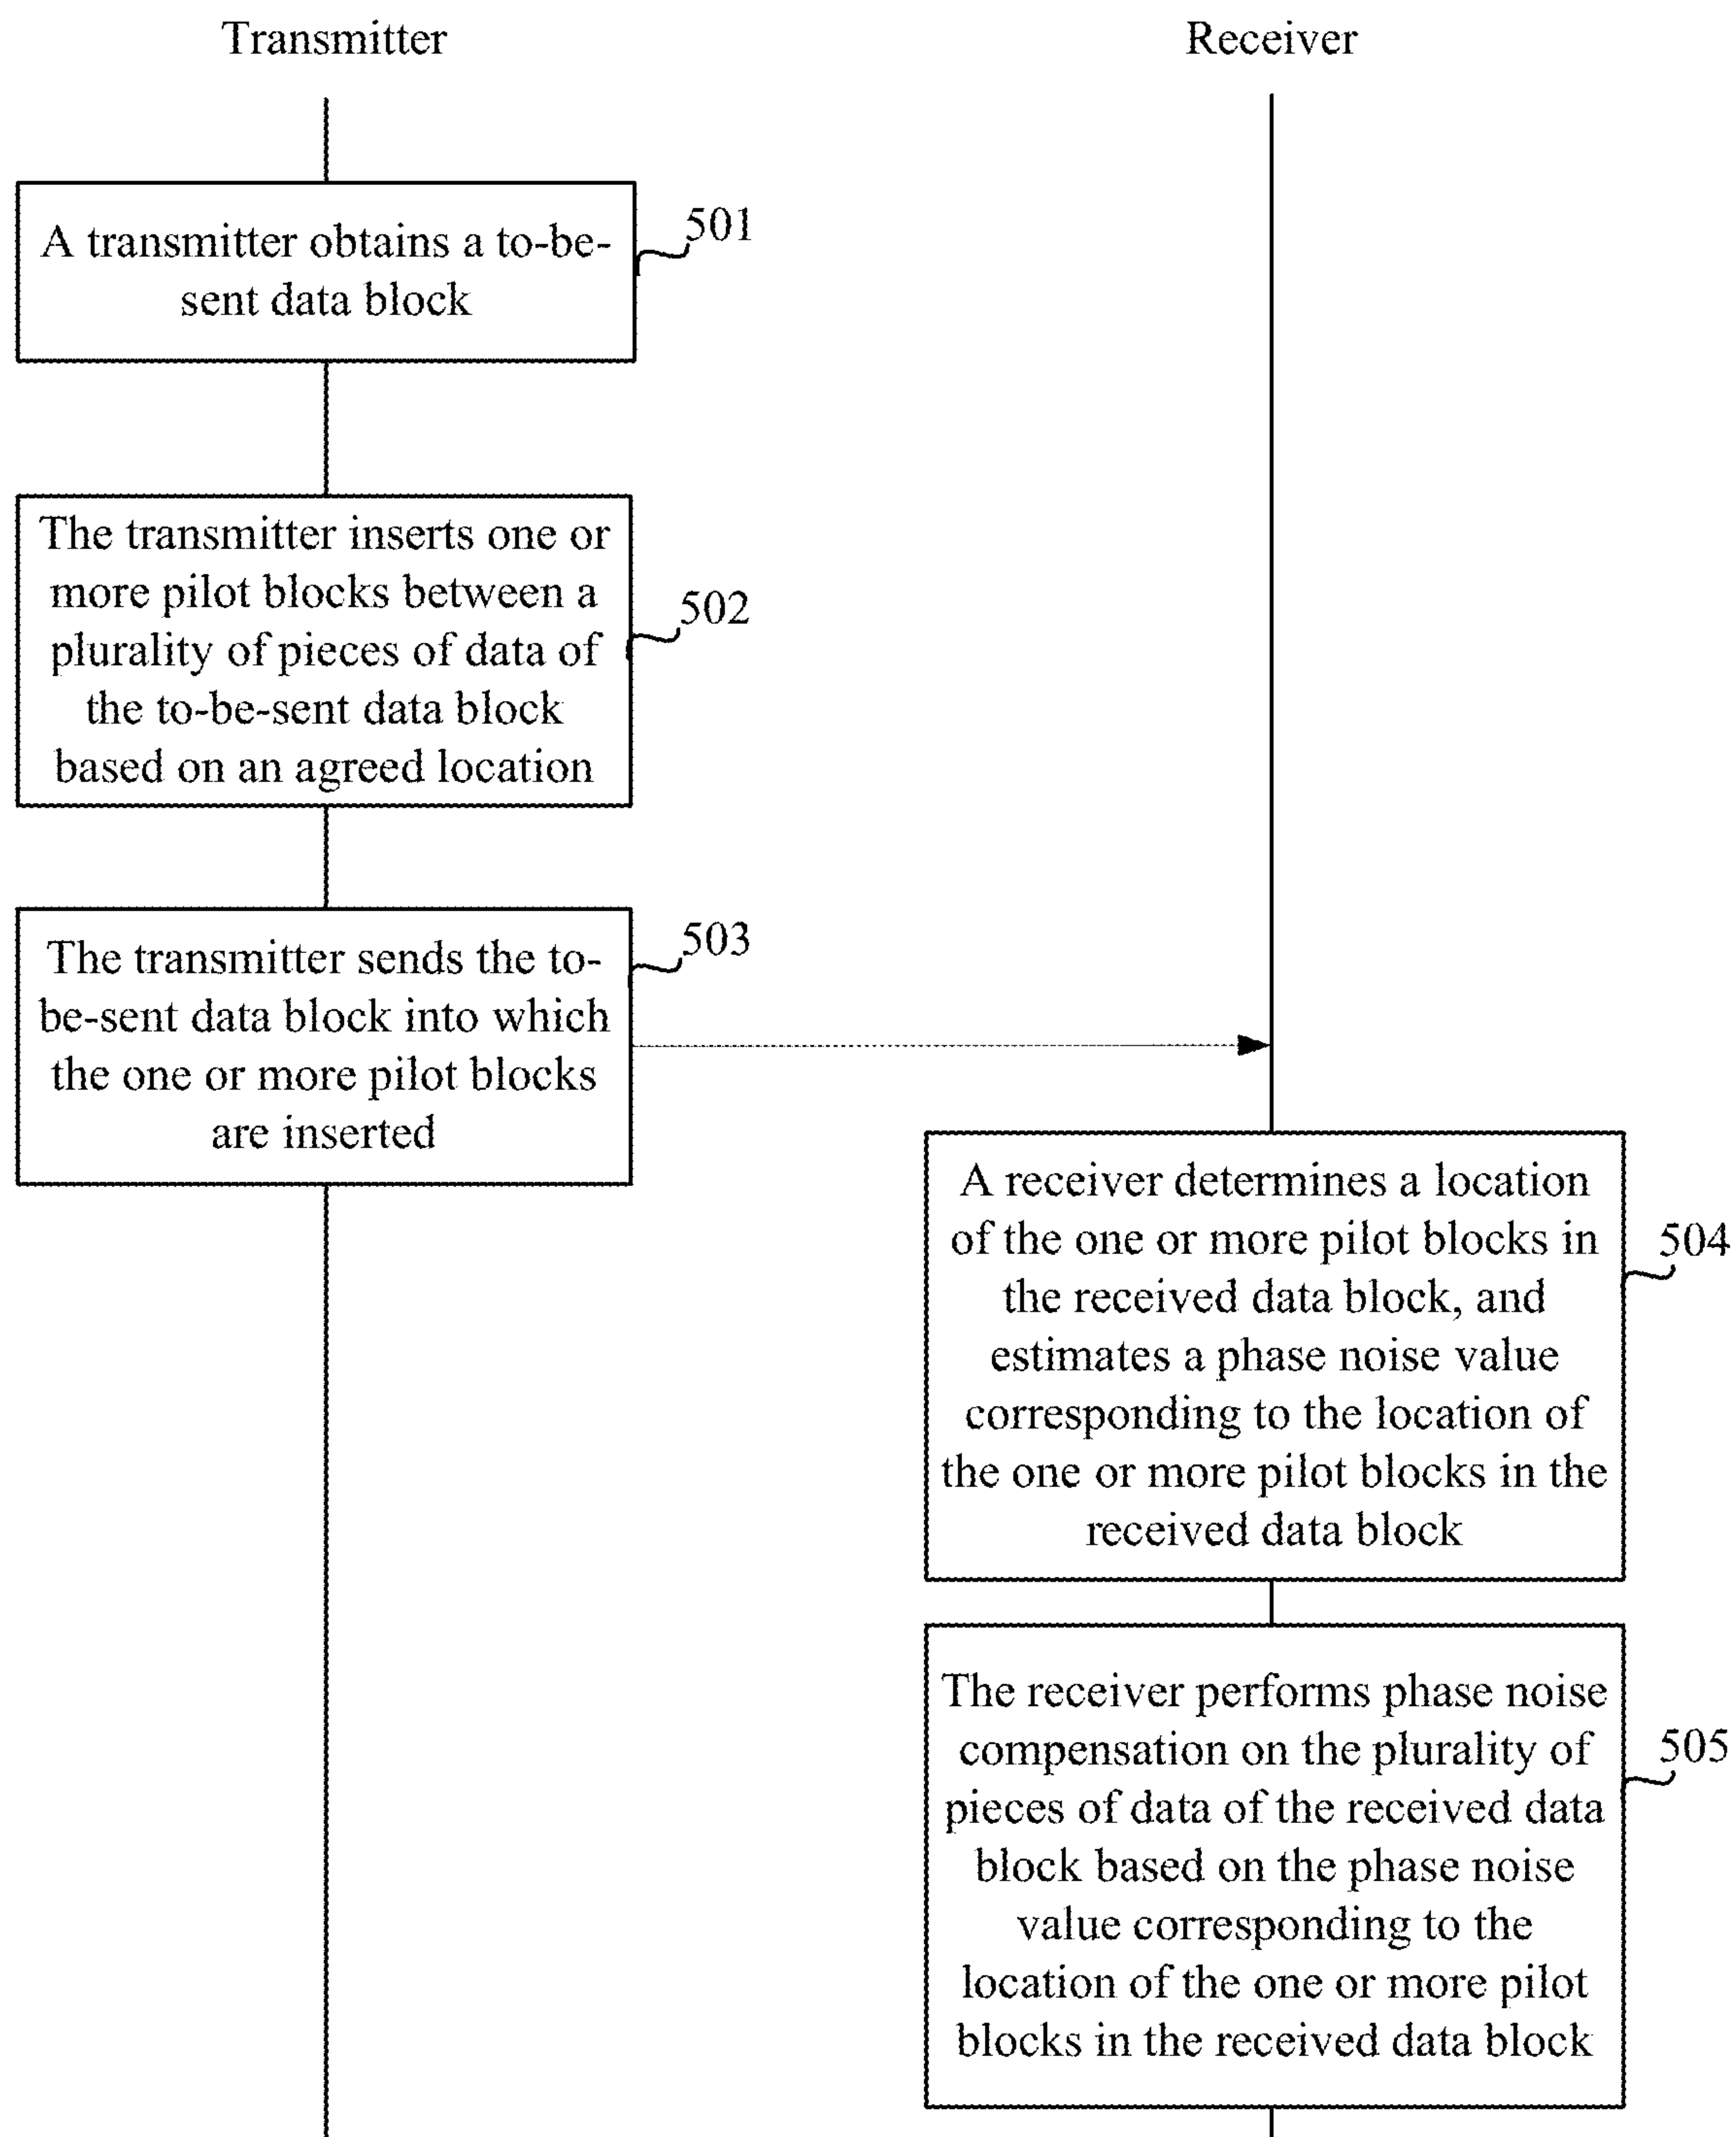 Transmitter
Receiver
A transmitter obtains a to-be-
sent data block
501
The transmitter inserts one or
more pilot blocks between a
plurality of pieces of data of
the to-be-sent data block
based on an agreed location
502
The transmitter sends the to-
be-sent data block into which
the one or more pilot blocks
are inserted
503
A receiver determines a location
of the one or more pilot blocks in
the received data block, and
estimates a phase noise value
corresponding to the location of
the one or more pilot blocks in the
received data block
504
The receiver performs phase noise
compensation on the plurality of
pieces of data of the received data
block based on the phase noise
value corresponding to the
location of the one or more pilot
blocks in the received data block
505